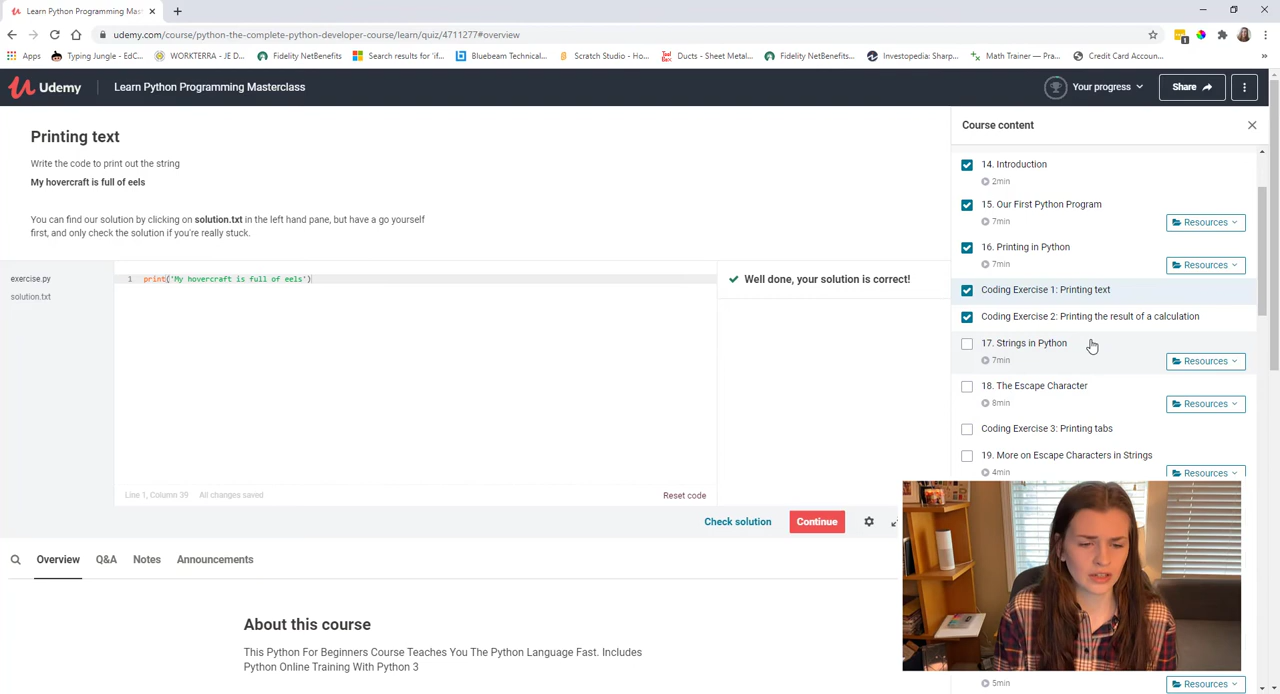 Learn Python Programming Mast
udemy.com/course/python-the-complete-python-developer-course/learn/quiz/4711277#overview
1
Apps
Typing Jungle - EdC...
WORKTERRA - JE D...
Fidelity NetBenefits
Search results for 'if...
Bluebeam Technical...
Scratch Studio - Ho...
Ducts - Sheet Metal...
Fidelity NetBenefits...
Investopedia: Sharp...
Math Trainer — Pra...
Credit Card Accoun...
»
Udemy
Learn Python Programming Masterclass
Your progress
Share
Printing text
Write the code to print out the string
My hovercraft is full of eels
You can find our solution by clicking on solution.txt in the left hand pane, but have a go yourself
first, and only check the solution if you're really stuck.
exercise.py
solution.txt
1 print('My hovercraft is full of eels')
Well done, your solution is correct!
Line 1, Column 39
All changes saved
Reset code
Check solution
Continue
Overview
Q&A
Notes
Announcements
About this course
This Python For Beginners Course Teaches You The Python Language Fast. Includes
Python Online Training With Python 3
Course content
14. Introduction
2min
15. Our First Python Program
7min
Resources
16. Printing in Python
7min
Resources
Coding Exercise 1: Printing text
Coding Exercise 2: Printing the result of a calculation
17. Strings in Python
7min
Resources
18. The Escape Character
8min
Resources
Coding Exercise 3: Printing tabs
19. More on Escape Characters in Strings
4min
Resources
5min
Resources